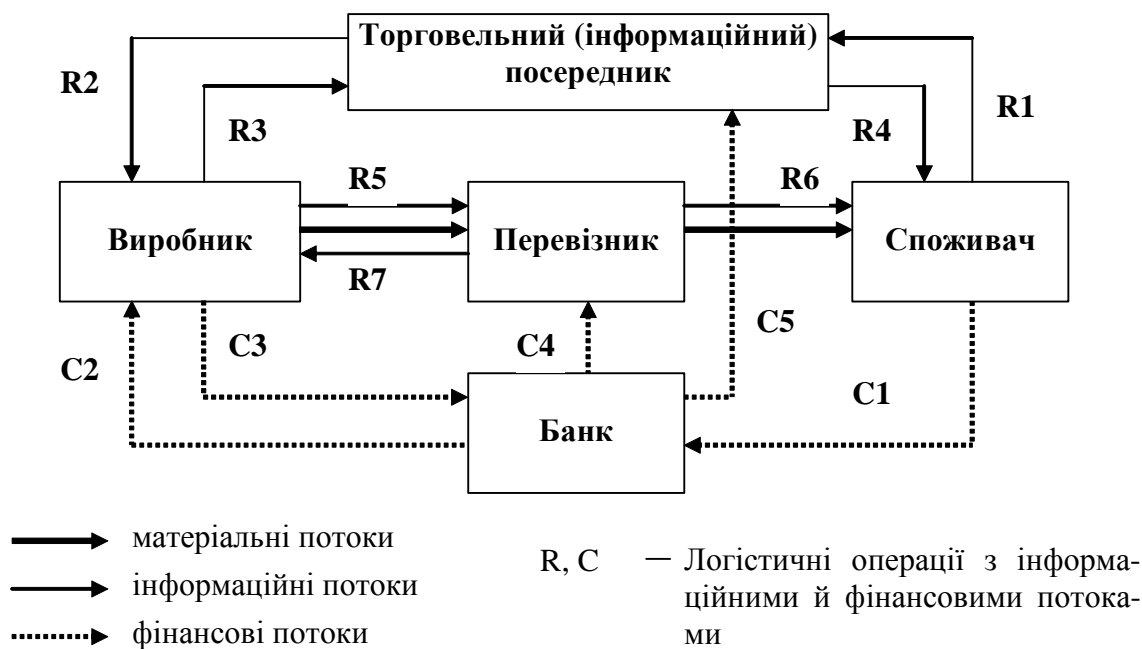 Торговельний (інформаційний)
посередник
R2
R3
R4
R1
R5
R6
Виробник
Перевізник
Споживач
R7
C2
C3
C4
C5
C1
Банк
матеріальні потоки
інформаційні потоки
фінансові потоки
R, C — Логістичні операції з інформа-
ційними й фінансовими потока-
ми